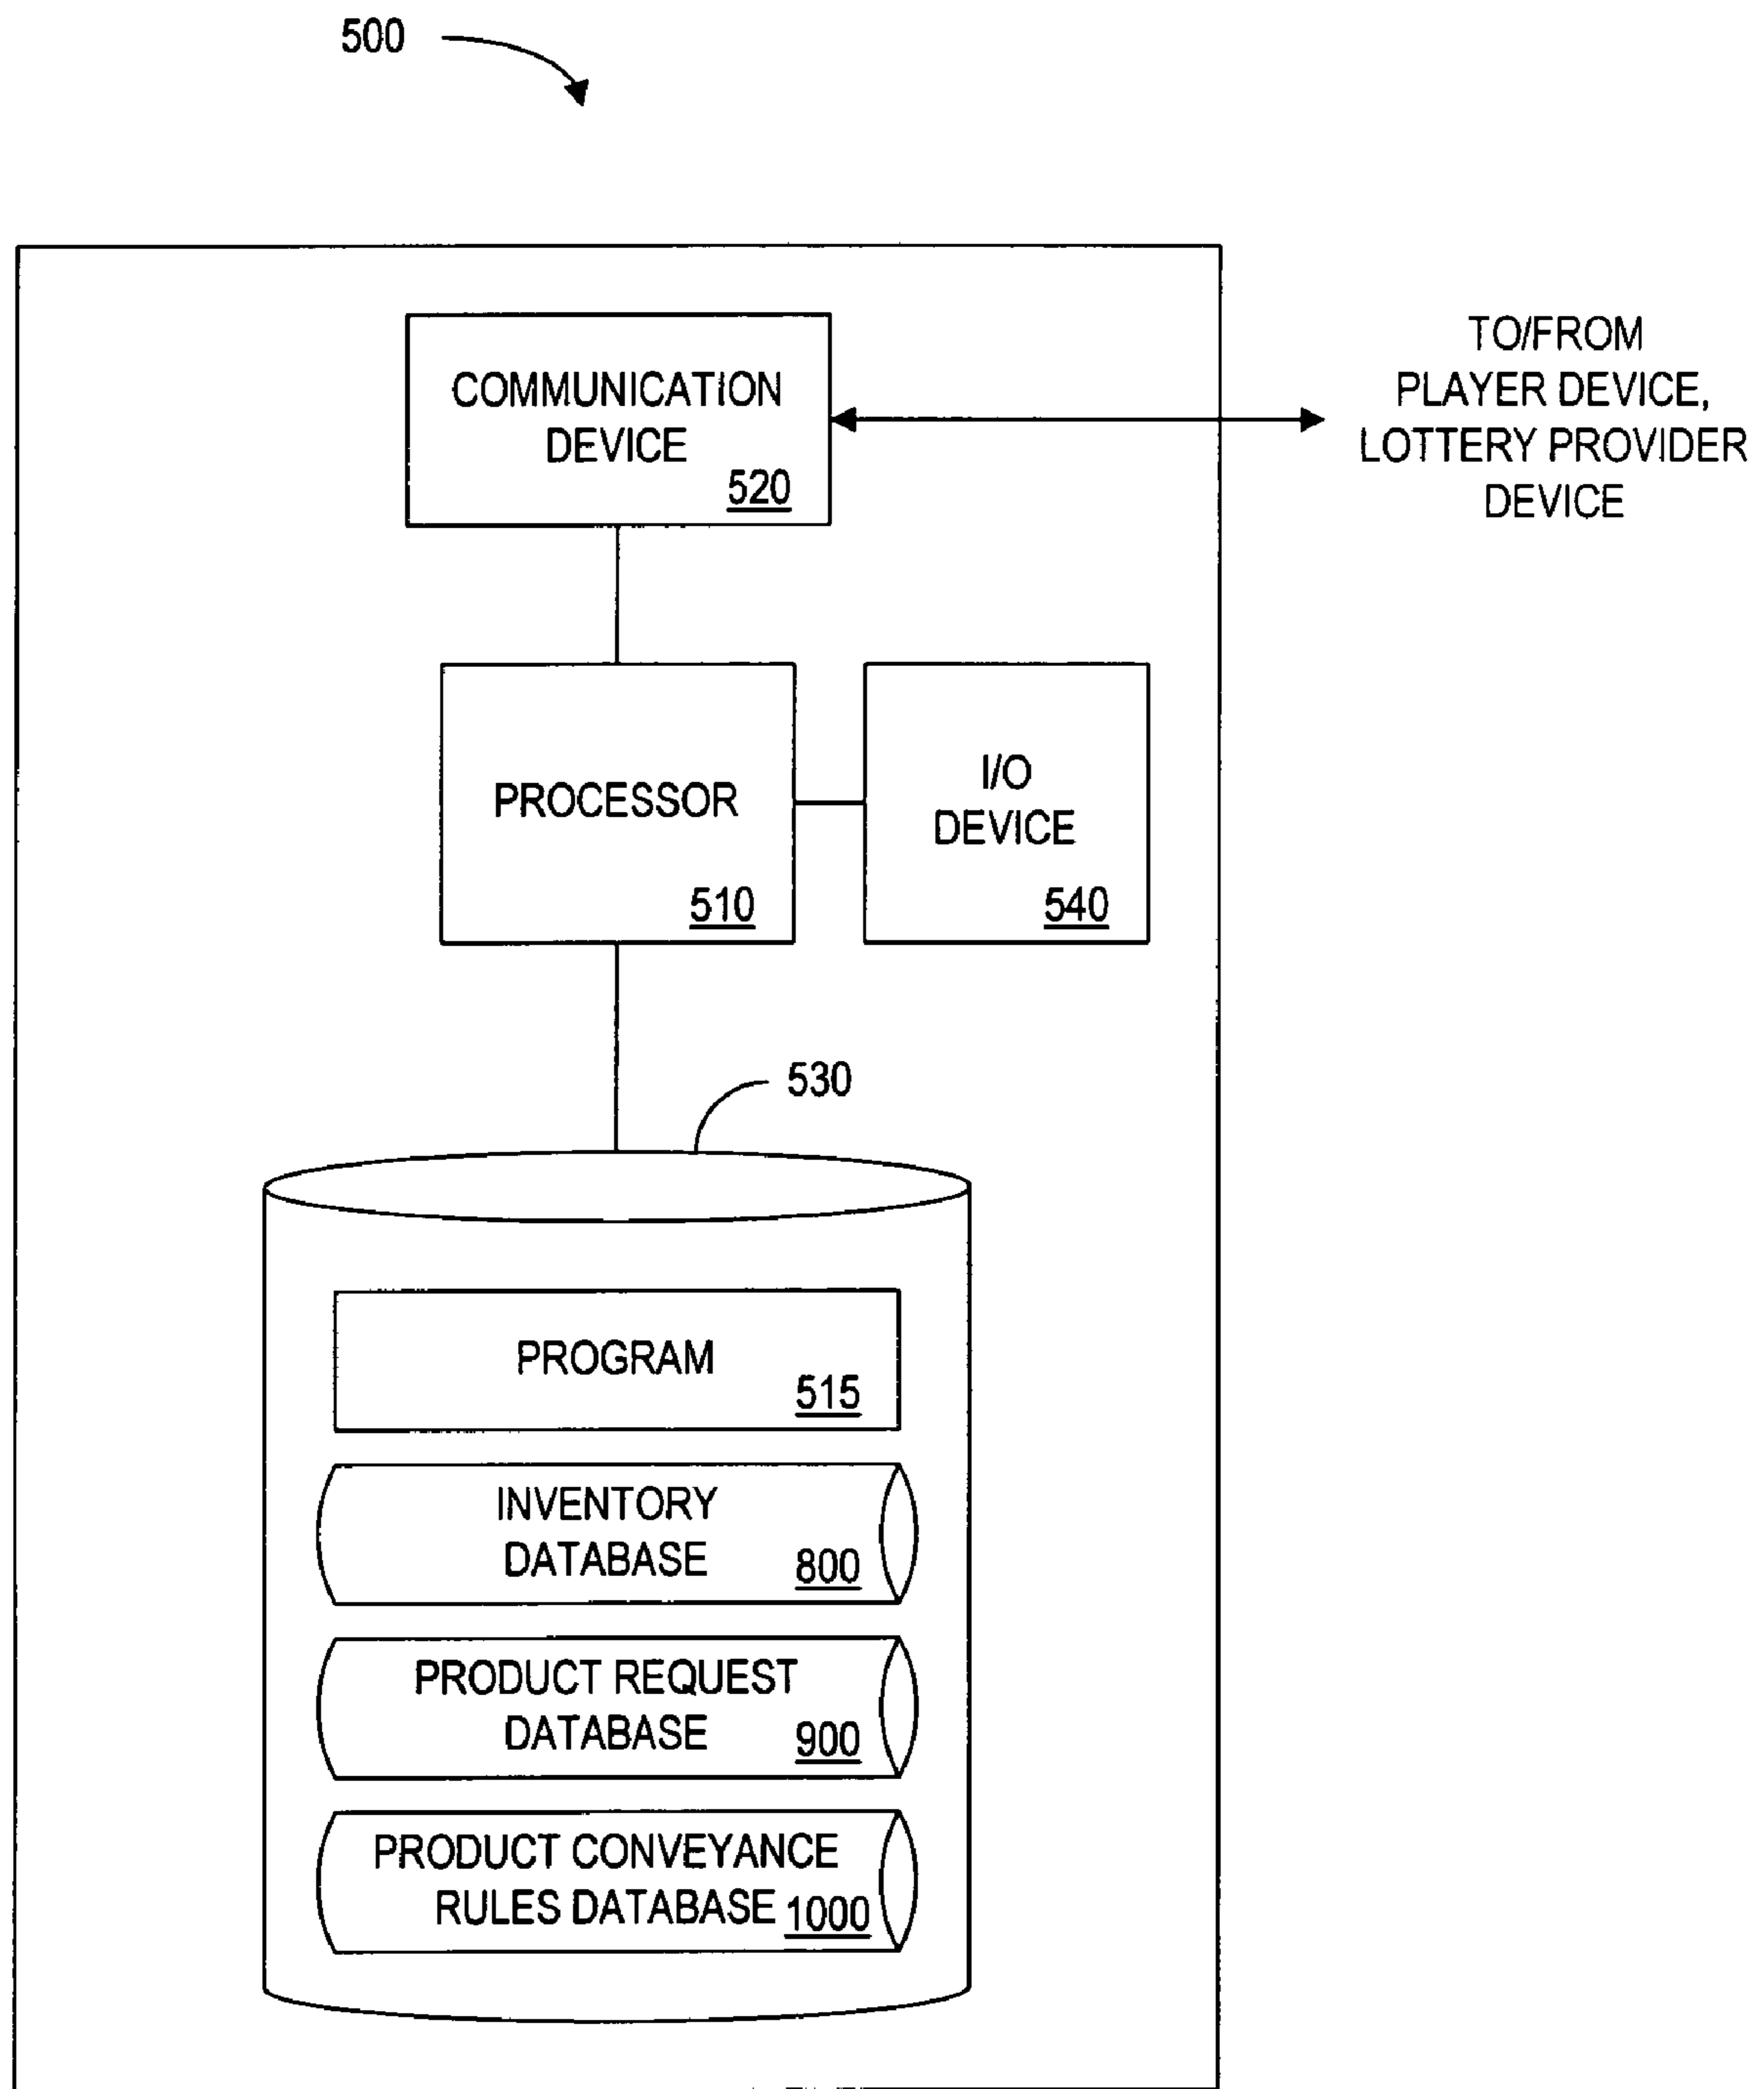 500
COMMUNICATION
DEVICE
520
TO/FROM
PLAYER DEVICE,
LOTTERY PROVIDER
DEVICE
PROCESSOR
510
I/O
DEVICE
540
530
PROGRAM
515
INVENTORY
DATABASE
800
PRODUCT REQUEST
DATABASE
900
PRODUCT CONVEYANCE
RULES DATABASE 1000